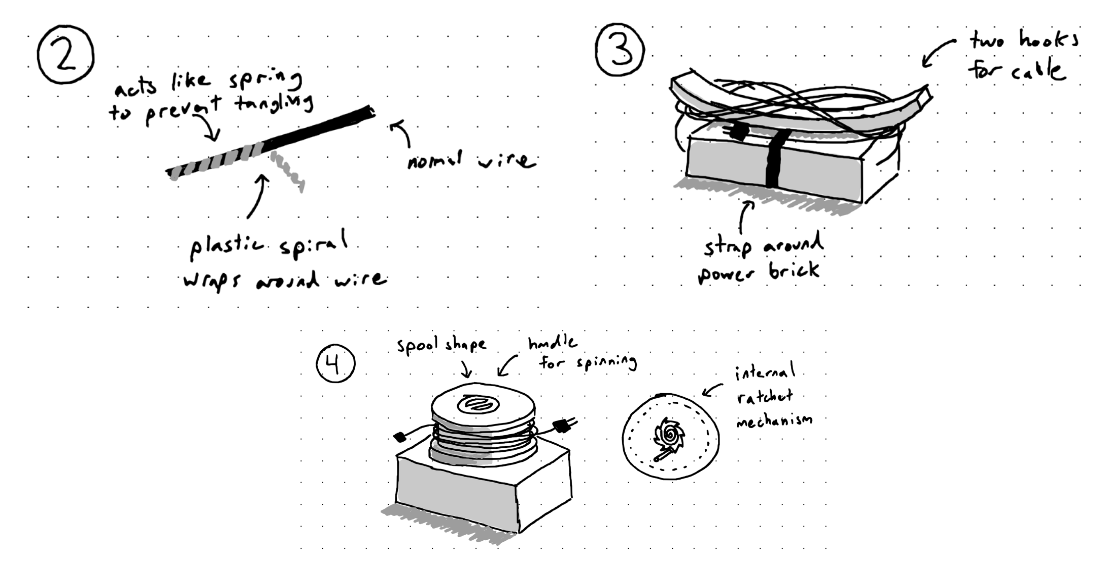 2
acts like spring
to prevent tangling
normal wire
plastic spiral
wraps around wire
3
two hooks
for cable
strap around
power brick
4
spool shape
handle
for spinning
internal
ratchet
mechanism